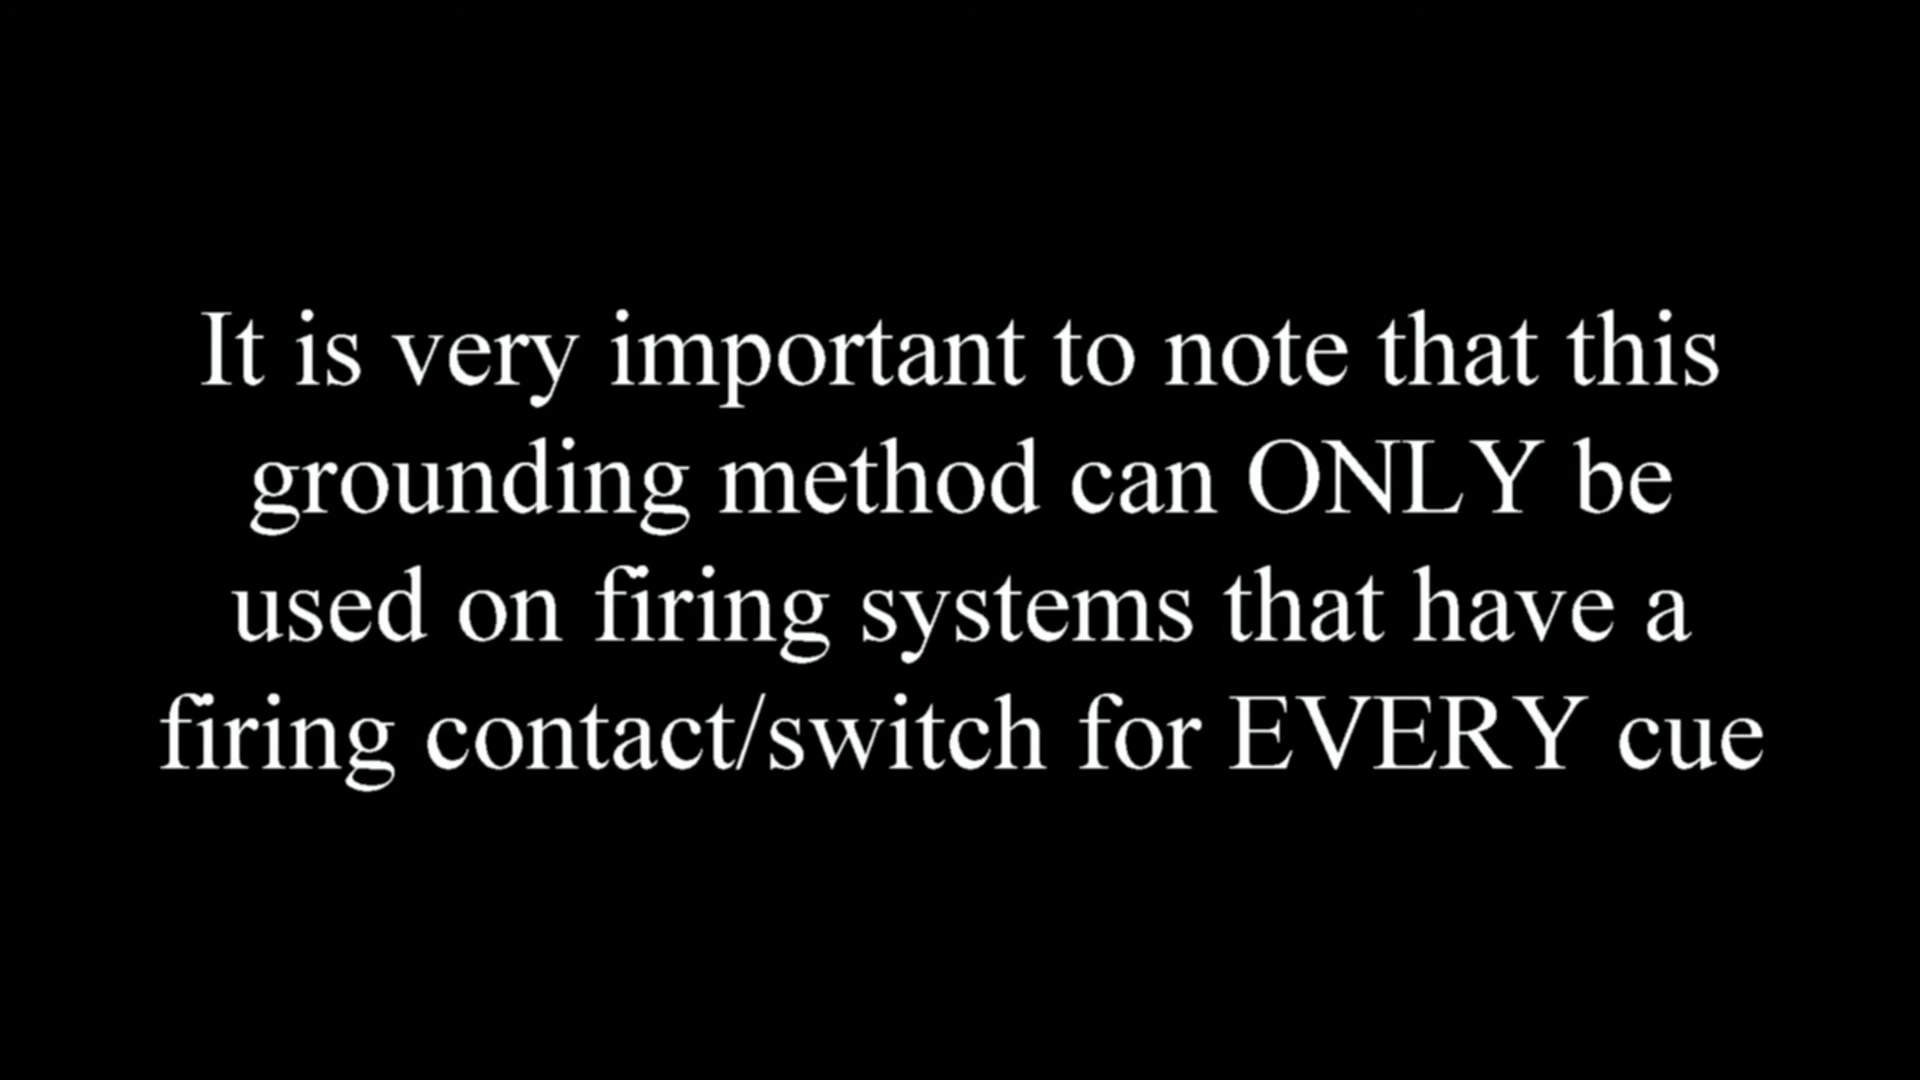 It is very important to note that this
grounding method can ONLY be
used on firing systems that have a
firing contact/switch for EVERY cue